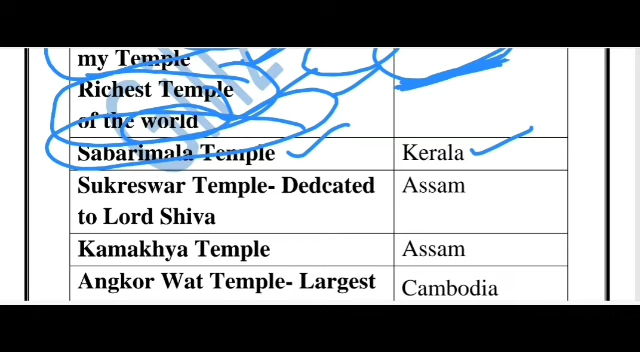 my Temple
Richest Temple
of the world
Sabarimala Temple Kerala
Sukreswar Temple- Dedcated Assam
to Lord Shiva
Kamakhya Temple Assam
Angkor Wat Temple- Largest Cambodia